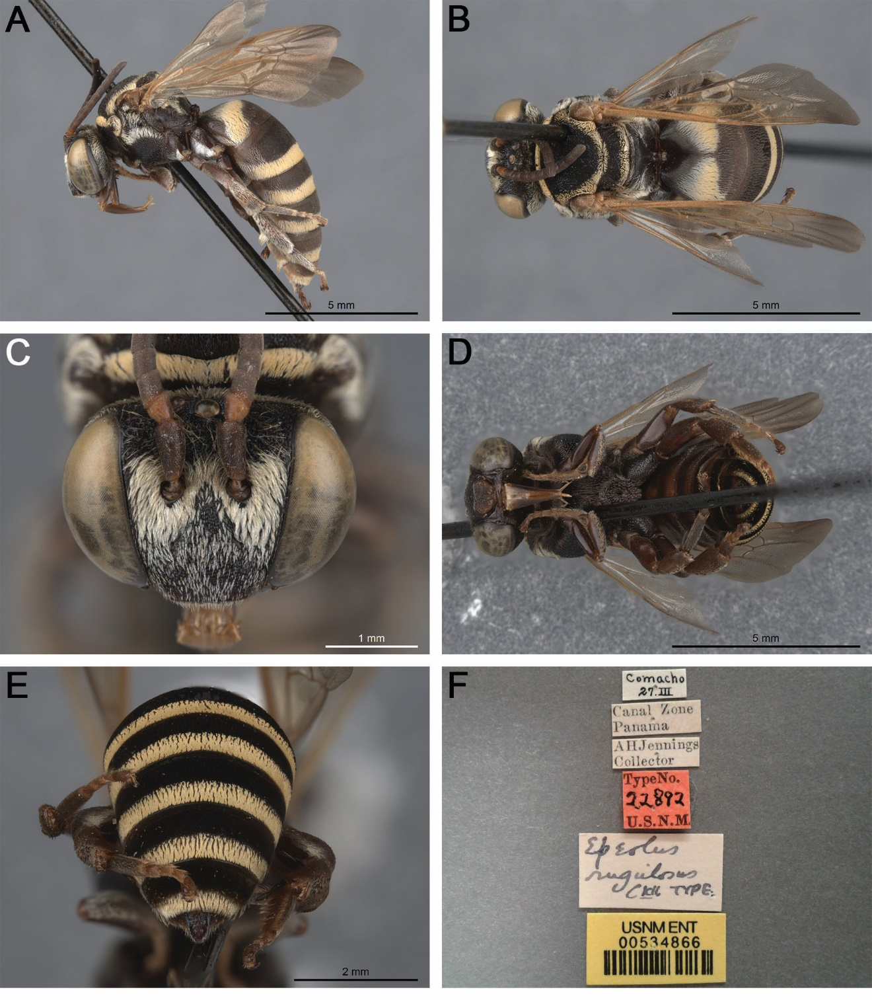 A
5 mm
B
5 mm
C
1 mm
D
5 mm
E
2 mm
F
Comacho
27.III
Canal Zone
Panama
AHJennings
Collector
TypeNo.
22892
U.S.N.M.
Epeolus
rugulosus
Ckll TYPE.
USNM ENT
00534866